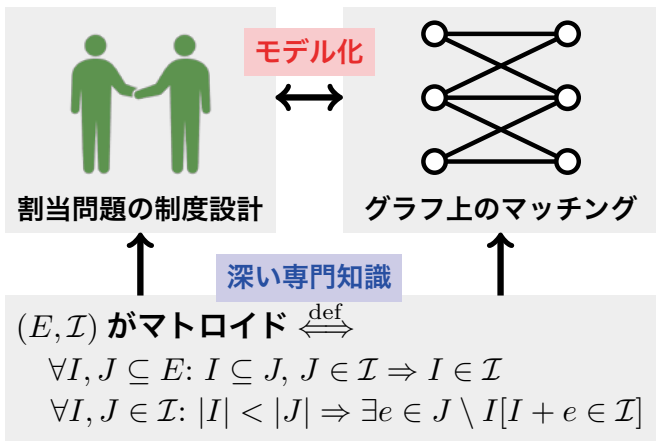 モデル化
割当問題の制度設計
グラフ上のマッチング
深い専門知識
(E, ℐ) がマトロイド ⟺ def
∀I, J ⊆ E: I ⊆ J, J ∈ ℐ ⇒ I ∈ ℐ
∀I, J ∈ ℐ: |I| < |J| ⇒ ∃e ∈ J \ I[I + e ∈ ℐ]